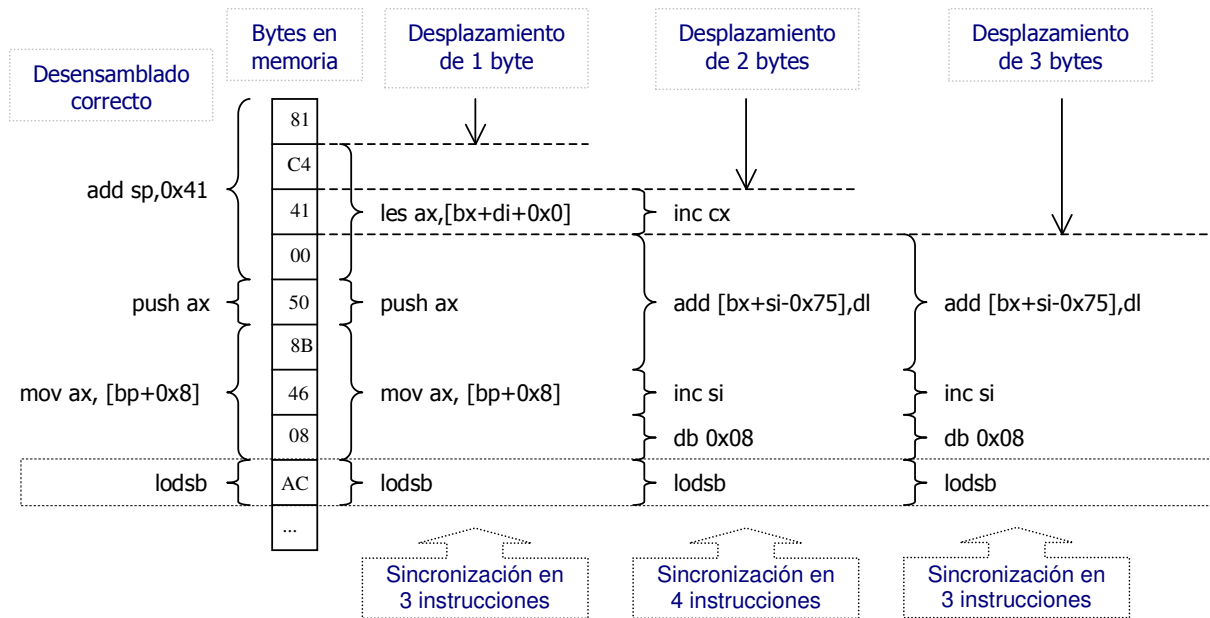 Bytes en
memoria
Desplazamiento
de 1 byte
Desplazamiento
de 2 bytes
Desplazamiento
de 3 bytes
Desensamblado
correcto
81
C4
add sp,0x41
41
les ax,[bx+di+0x0]
inc cx
00
push ax
50
push ax
add [bx+si-0x75],dl
add [bx+si-0x75],dl
8B
mov ax, [bp+0x8]
46
mov ax, [bp+0x8]
inc si
inc si
08
db 0x08
db 0x08
lodsb
AC
lodsb
lodsb
lodsb
...
Sincronización en
3 instrucciones
Sincronización en
4 instrucciones
Sincronización en
3 instrucciones